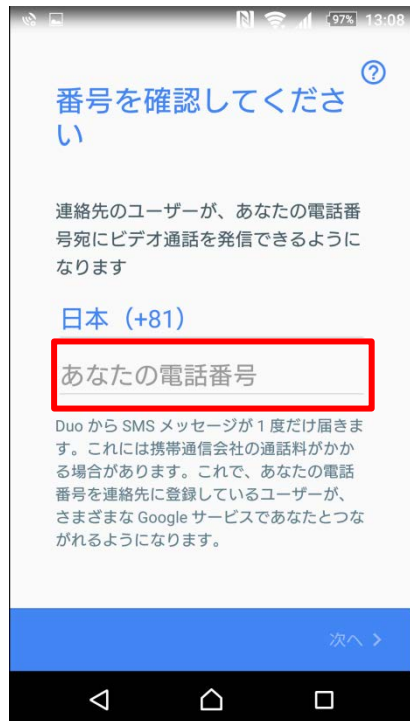 97% 13:08
番号を確認してくださ
い
連絡先のユーザーが、あなたの電話番
号宛にビデオ通話を発信できるように
なります
日本（+81）
あなたの電話番号
Duo から SMS メッセージが 1 度だけ届きま
す。これには携帯通信会社の通話料がかか
る場合があります。これで、あなたの電話
番号を連絡先に登録しているユーザーが、
さまざまな Google サービスであなたとつな
がれるようになります。
次へ